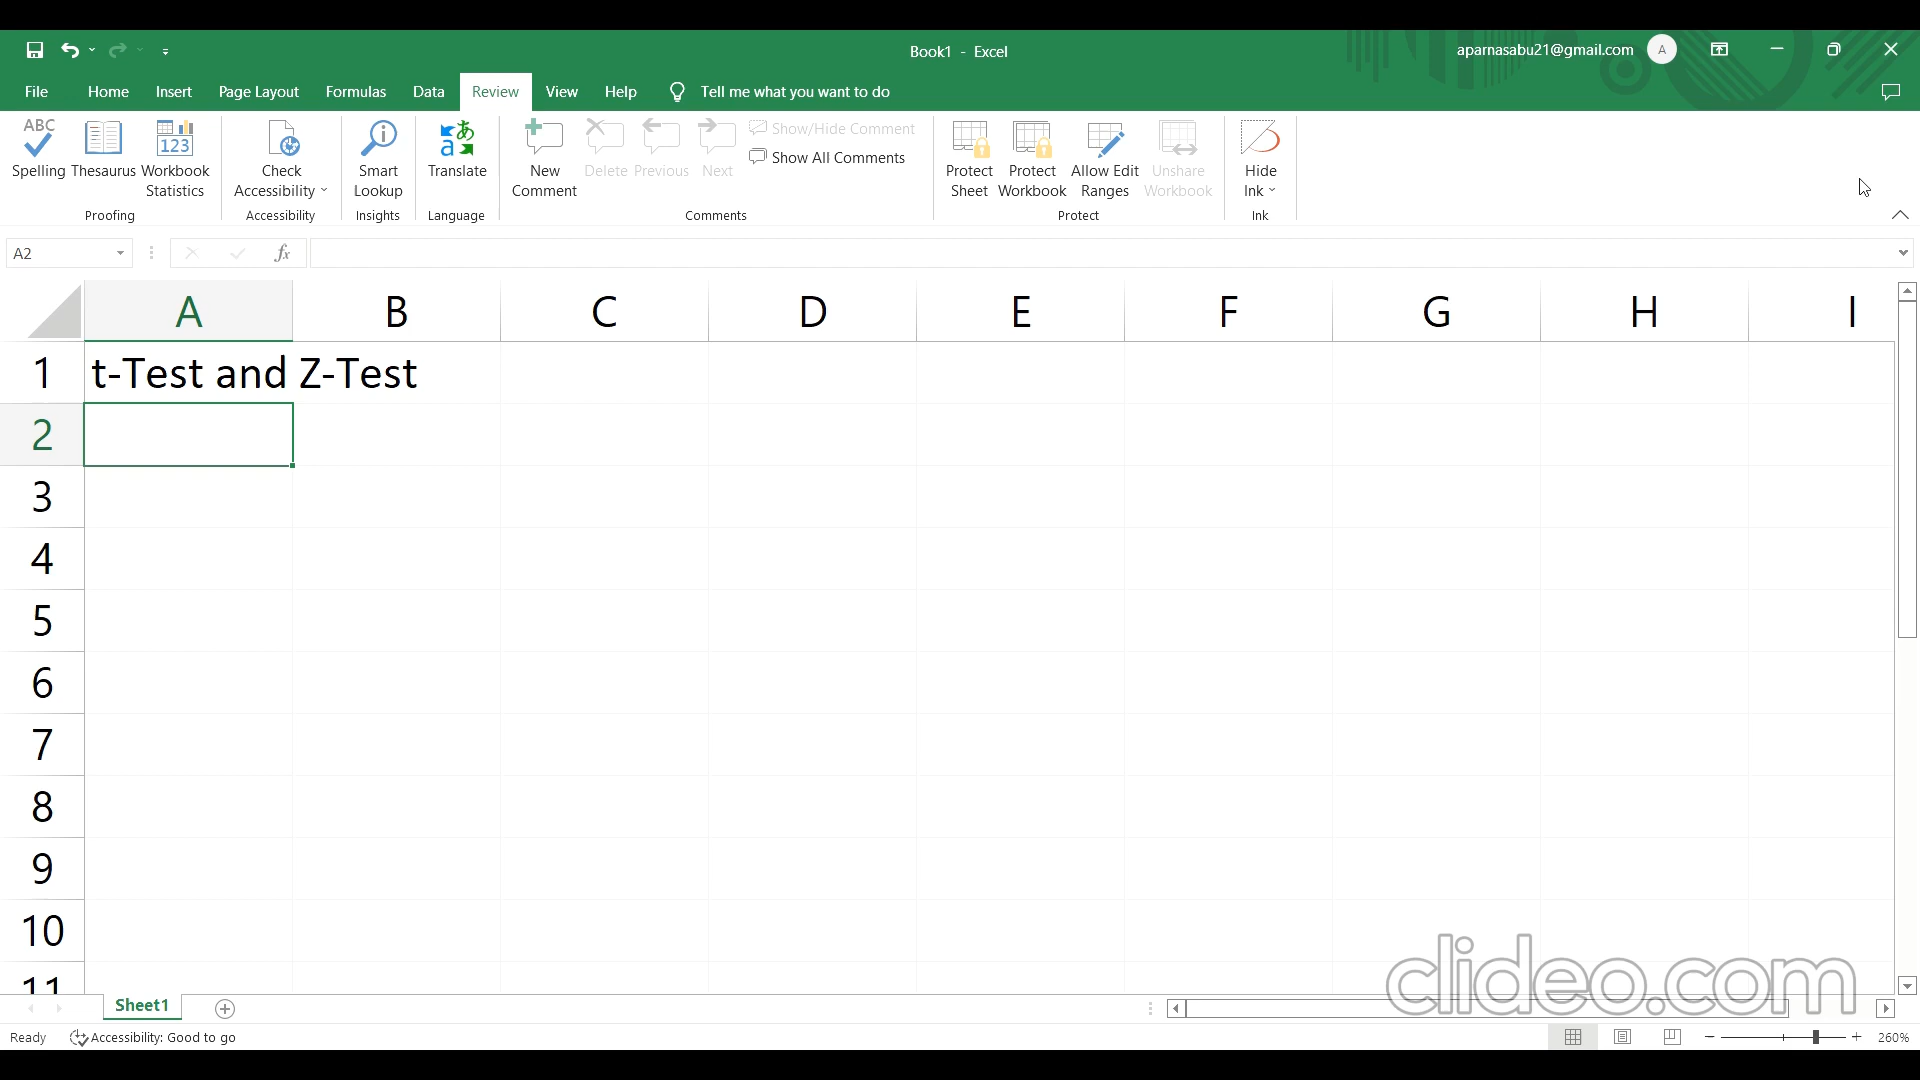 Book1 - Excel
aparnasabu21@gmail.com
A
File
Home
Insert
Page Layout
Formulas
Data
Review
View
Help
Tell me what you want to do
ABC
Spelling
Thesaurus
123
Workbook
Statistics
Proofing
Check
Accessibility
Accessibility
Smart
Lookup
Insights
あ
a
Translate
Language
New
Comment
Delete
Previous
Next
Show/Hide Comment
Show All Comments
Comments
Protect
Sheet
Protect
Workbook
Allow Edit
Ranges
Unshare
Workbook
Protect
Hide
Ink
Ink
A2
fx
A B C D E F G H I
1 t-Test and Z-Test
2
3
4
5
6
7
8
9
10
11
clideo.com
Sheet1
Ready
Accessibility: Good to go
260%